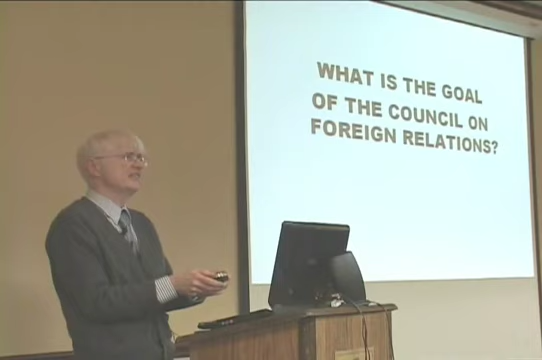 WHAT IS THE GOAL
OF THE COUNCIL ON
FOREIGN RELATIONS?